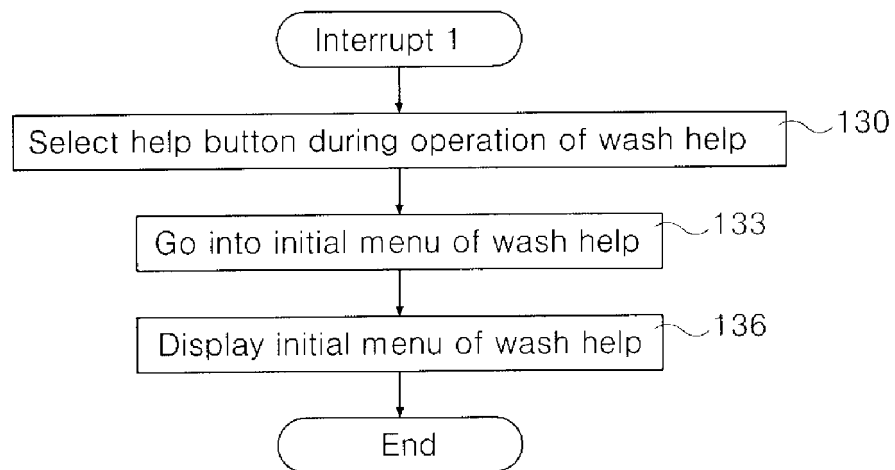 Interrupt 1
Select help button during operation of wash help
130
Go into initial menu of wash help
133
Display initial menu of wash help
136
End